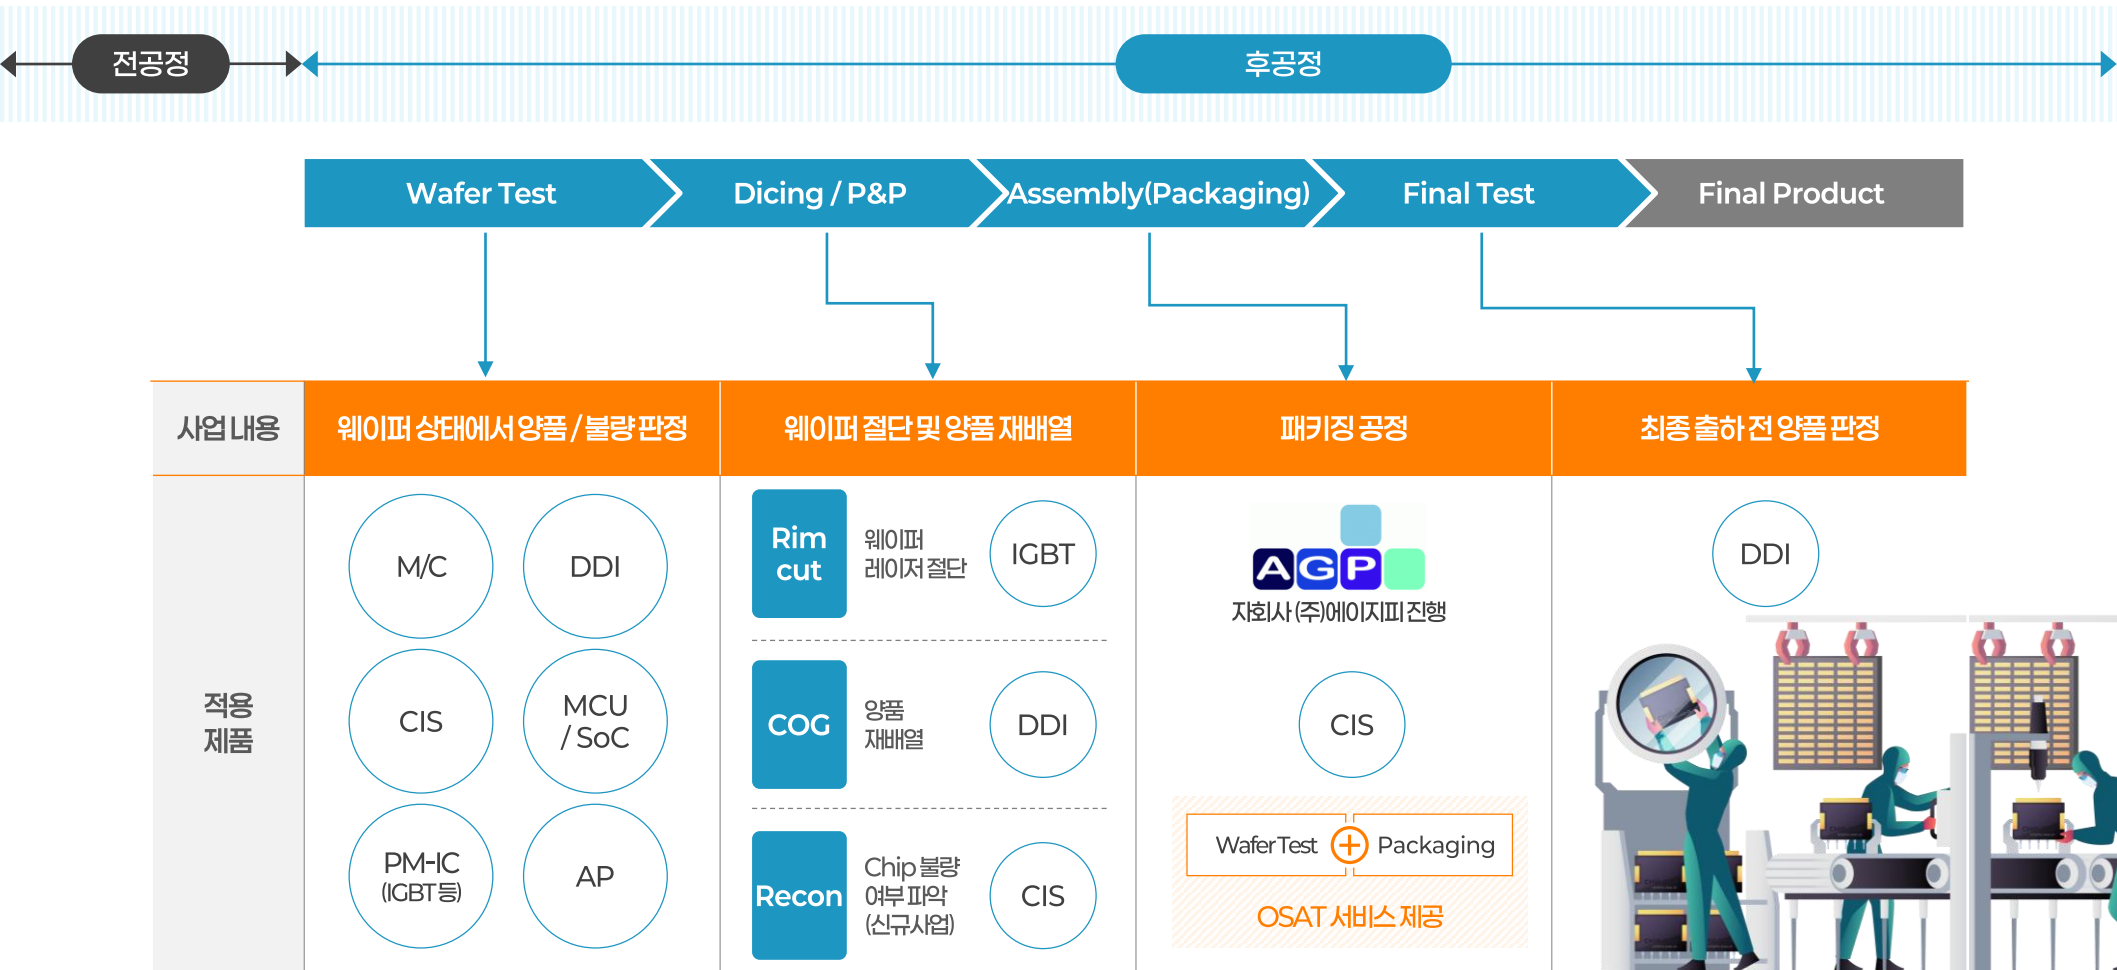 전공정
후공정
Wafer Test
Dicing / P&P
Assembly(Packaging)
Final Test
Final Product
사업 내용
웨이퍼 상태에서 양품 / 불량 판정
웨이퍼 절단 및 양품 재배열
패키징 공정
최종 출하 전 양품 판정
적용
제품
M/C
DDI
CIS
MCU
/ SoC
PM-IC
(IGBT 등)
AP
Rim
cut
웨이퍼
레이저 절단
IGBT
COG
양품
재배열
DDI
Recon
Chip 불량
여부 파악
(신규사업)
CIS
AGP
자회사 (주)에이지피 진행
CIS
Wafer Test
Packaging
OSAT 서비스 제공
DDI